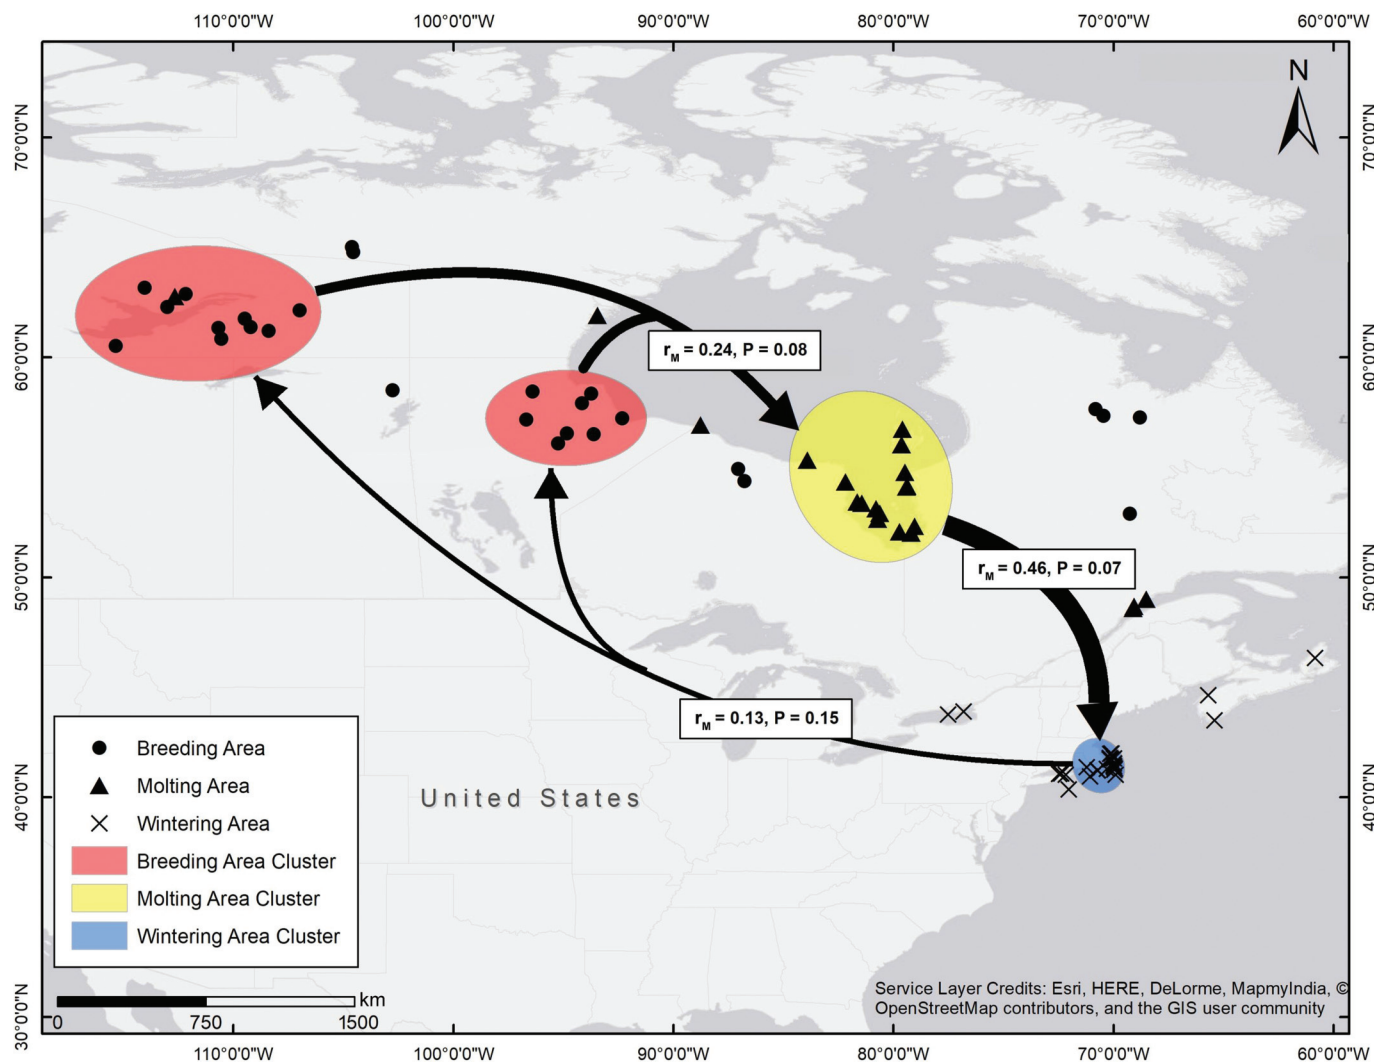 110°0'0"W 100°0'0"W 90°0'0"W 80°0'0"W 70°0'0"W 60°0'0"W
N
70°0'0"N 70°0'0"N
60°0'0"N 60°0'0"N
50°0'0"N 50°0'0"N
40°0'0"N 40°0'0"N
30°0'0"N 30°0'0"N
rM = 0.24, P = 0.08
rM = 0.46, P = 0.07
rM = 0.13, P = 0.15
United States
Breeding Area
Molting Area
Wintering Area
Breeding Area Cluster
Molting Area Cluster
Wintering Area Cluster
km
0 750 1500
Service Layer Credits: Esri, HERE, DeLorme, MapmyIndia, ©
OpenStreetMap contributors, and the GIS user community
110°0'0"W 100°0'0"W 90°0'0"W 80°0'0"W 70°0'0"W 60°0'0"W